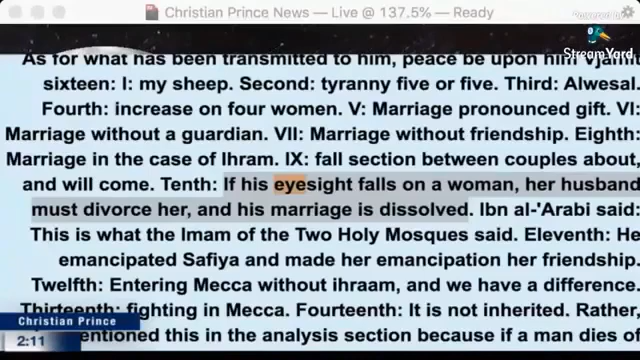 Christian Prince News — Live @ 137.5% — Ready
Powered by
StreamYard
As for what has been transmitted to him, peace be upon him
sixteen: I: my sheep. Second: tyranny five or five. Third: Alwesal.
Fourth: increase on four women. V: Marriage pronounced gift. VI:
Marriage without a guardian. VII: Marriage without friendship. Eighth:
Marriage in the case of Ihram. IX: fall section between couples about,
and will come. Tenth: If his eyesight falls on a woman, her husband
must divorce her, and his marriage is dissolved. Ibn al-'Arabi said:
This is what the Imam of the Two Holy Mosques said. Eleventh: He
emancipated Safiya and made her emancipation her friendship.
Twelfth: Entering Mecca without ihraam, and we have a difference.
Thirteenth: fighting in Mecca. Fourteenth: It is not inherited. Rather,
Christian Prince
mentioned this in the analysis section because if a man dies of
2:11